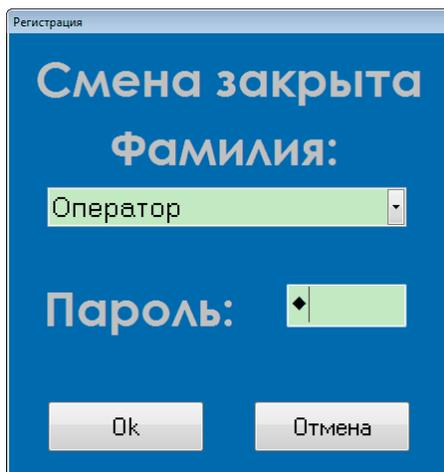 Регистрация
Смена закрыта
Фамилия:
Оператор
Пароль:
Ok
Отмена